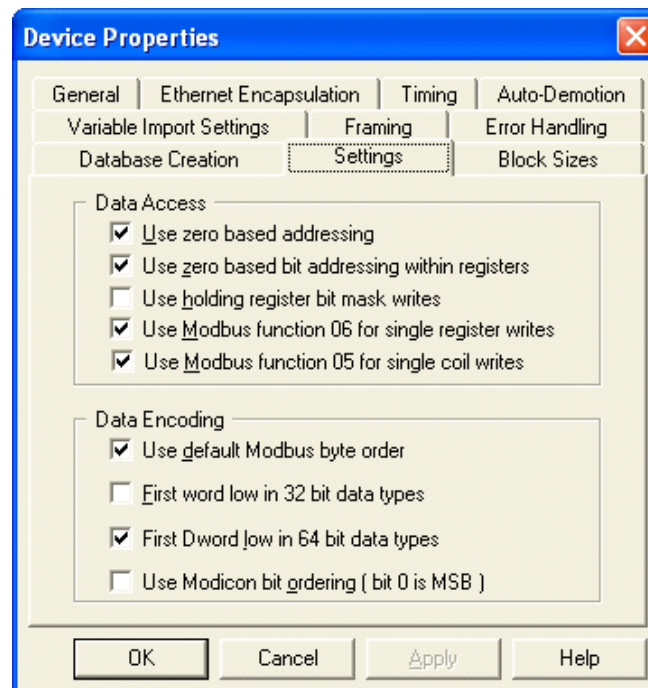 Device Properties
General Ethernet Encapsulation Timing Auto-Demotion
Variable Import Settings Framing Error Handling
Database Creation Settings Block Sizes
Data Access
Use zero based addressing
Use zero based bit addressing within registers
Use holding register bit mask writes
Use Modbus function 06 for single register writes
Use Modbus function 05 for single coil writes
Data Encoding
Use default Modbus byte order
First word low in 32 bit data types
First Dword low in 64 bit data types
Use Modicon bit ordering ( bit 0 is MSB )
OK Cancel Apply Help